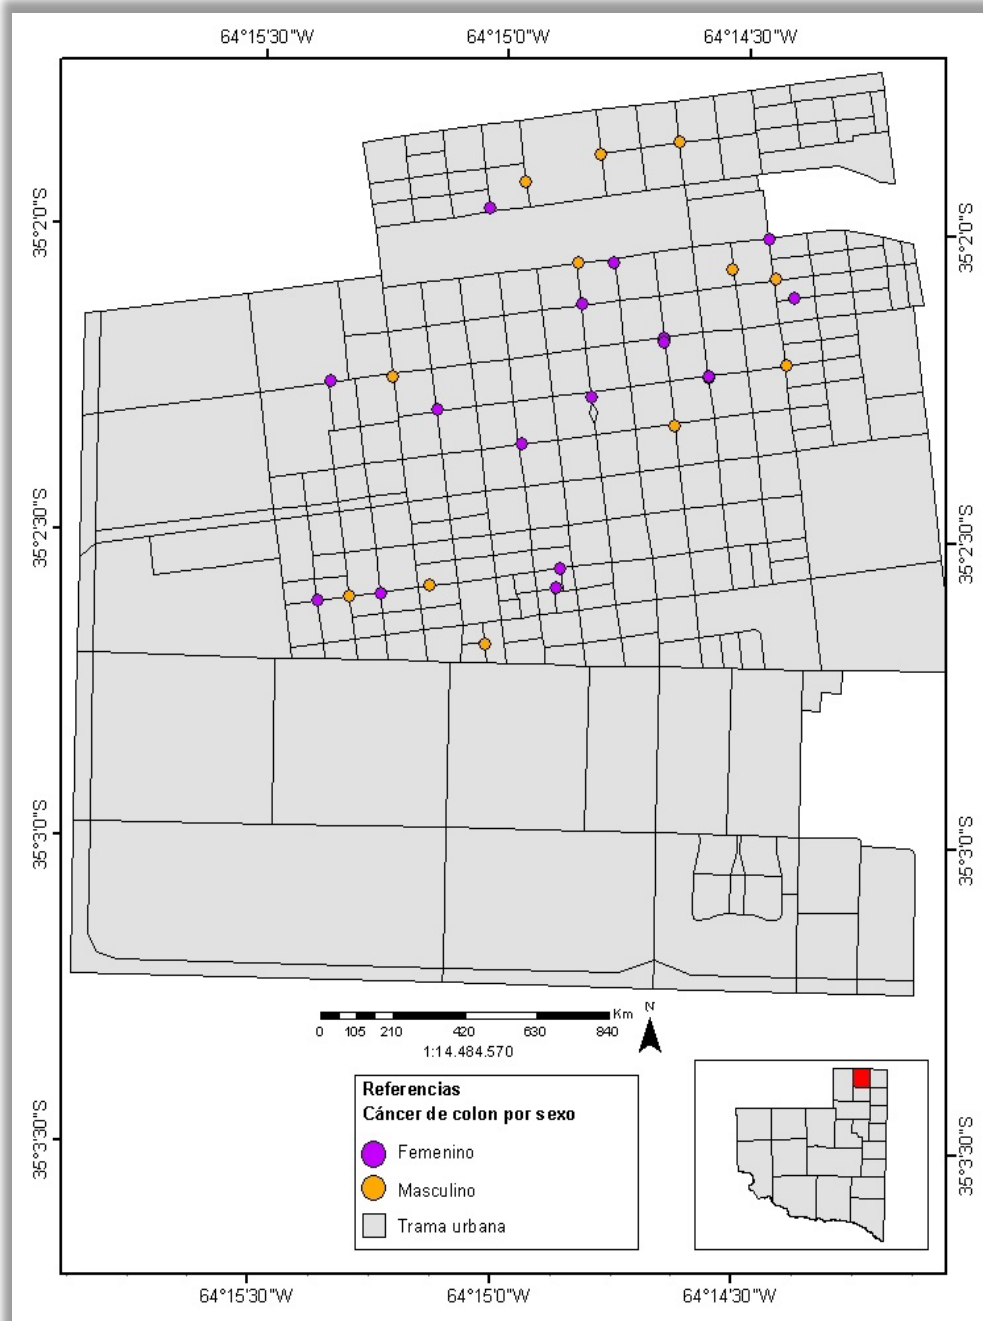 64°15'30"W 64°15'0"W 64°14'30"W
35°2'0"S 35°2'0"S
35°2'30"S 35°2'30"S
35°3'0"S 35°3'0"S
Km N
0 105 210 420 630 840
1:14.484.570
Referencias
Cáncer de colon por sexo
Femenino
Masculino
Trama urbana
35°3'30"S 35°3'30"S
64°15'30"W 64°15'0"W 64°14'30"W